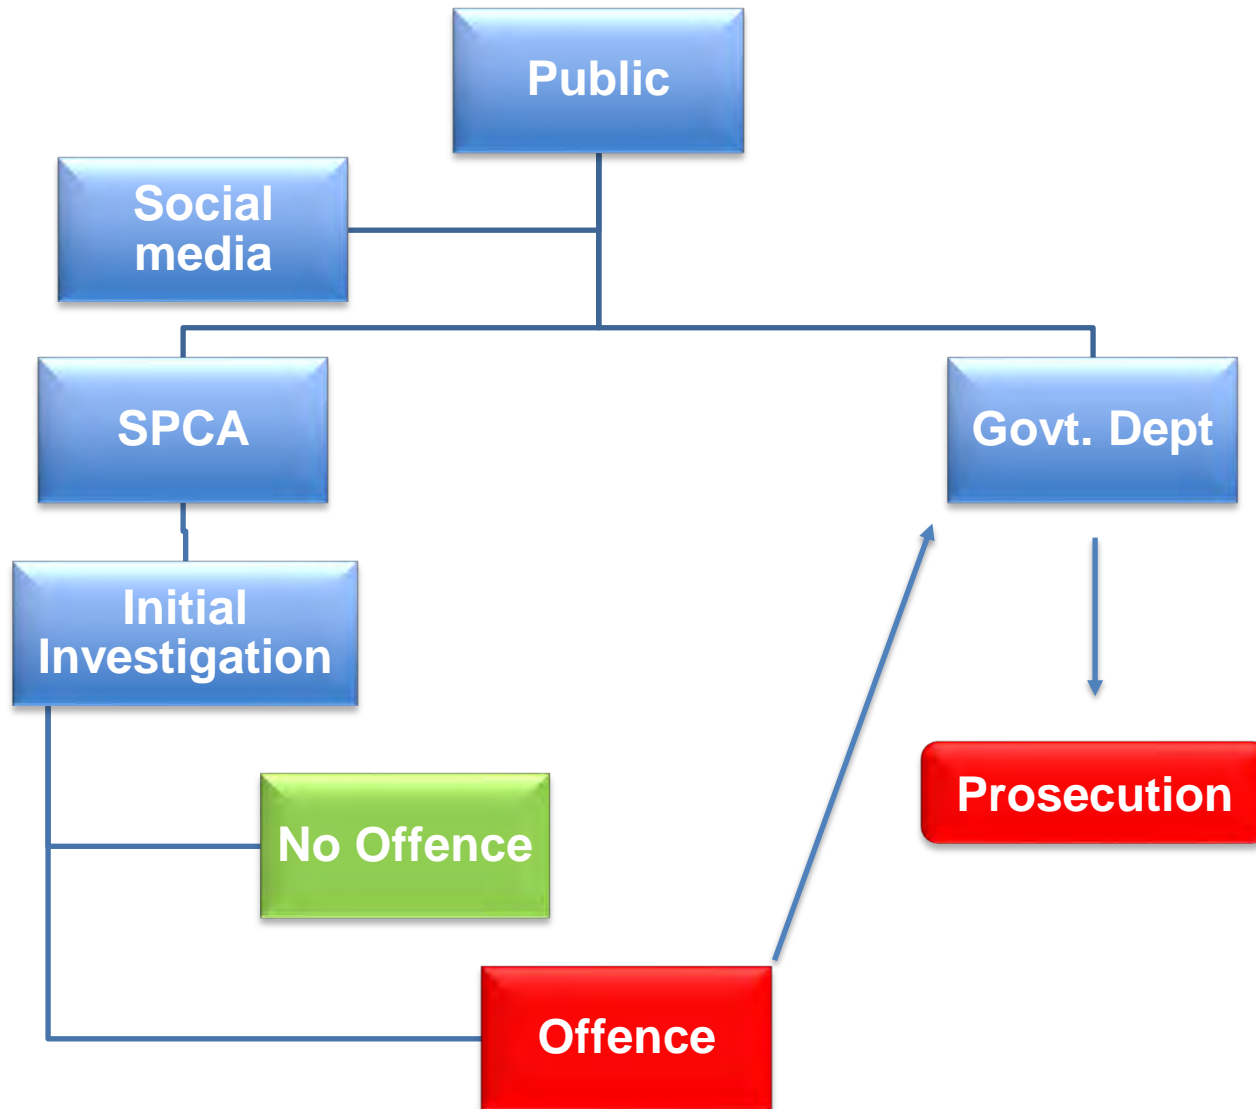 Public
Social
media
SPCA
Govt. Dept
Initial
Investigation
Prosecution
No Offence
Offence